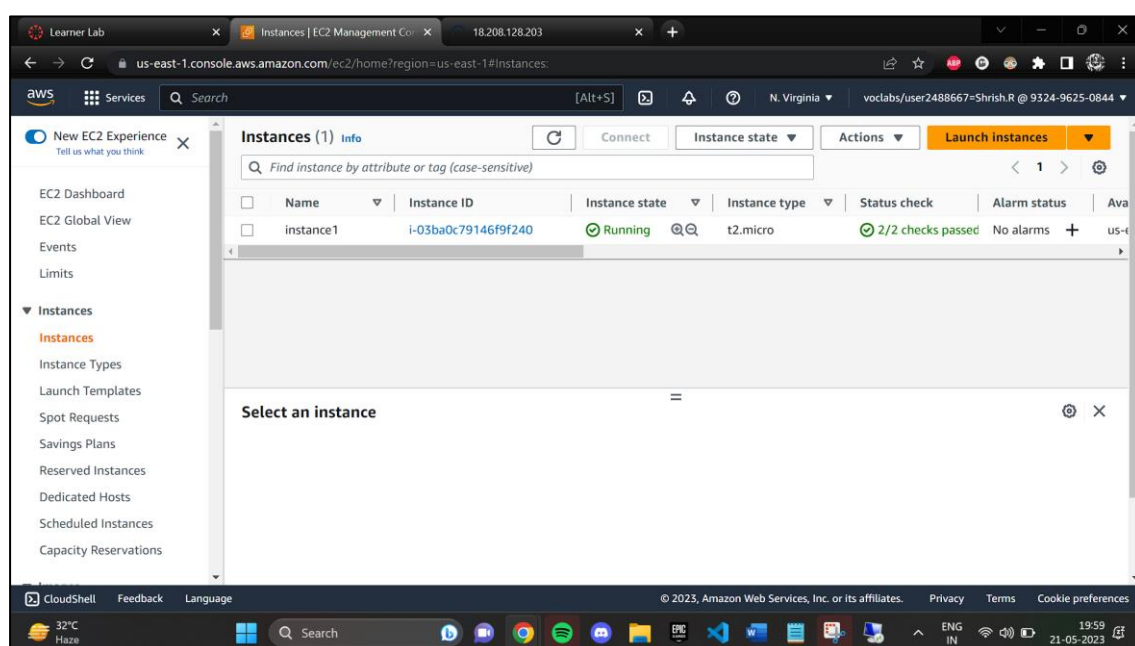 Learner Lab
Instances | EC2 Management Cor
18.208.128.203
us-east-1.console.aws.amazon.com/ec2/home?region=us-east-1#Instances:
aws
Services
Search
[Alt+S]
N. Virginia
voclabs/user2488667=Shrish.R @ 9324-9625-0844
New EC2 Experience
Tell us what you think
EC2 Dashboard
EC2 Global View
Events
Limits
Instances
Instances
Instance Types
Launch Templates
Spot Requests
Savings Plans
Reserved Instances
Dedicated Hosts
Scheduled Instances
Capacity Reservations
Instances (1) Info
Connect
Instance state
Actions
Launch instances
Find instance by attribute or tag (case-sensitive)
1
Name Instance ID Instance state Instance type Status check Alarm status Ava
instance1 i-03ba0c79146f9f240 Running t2.micro 2/2 checks passed No alarms + us-e
Select an instance
CloudShell Feedback Language
© 2023, Amazon Web Services, Inc. or its affiliates. Privacy Terms Cookie preferences
32°C
Haze
Search
EPIC
ENG
IN
19:59
21-05-2023